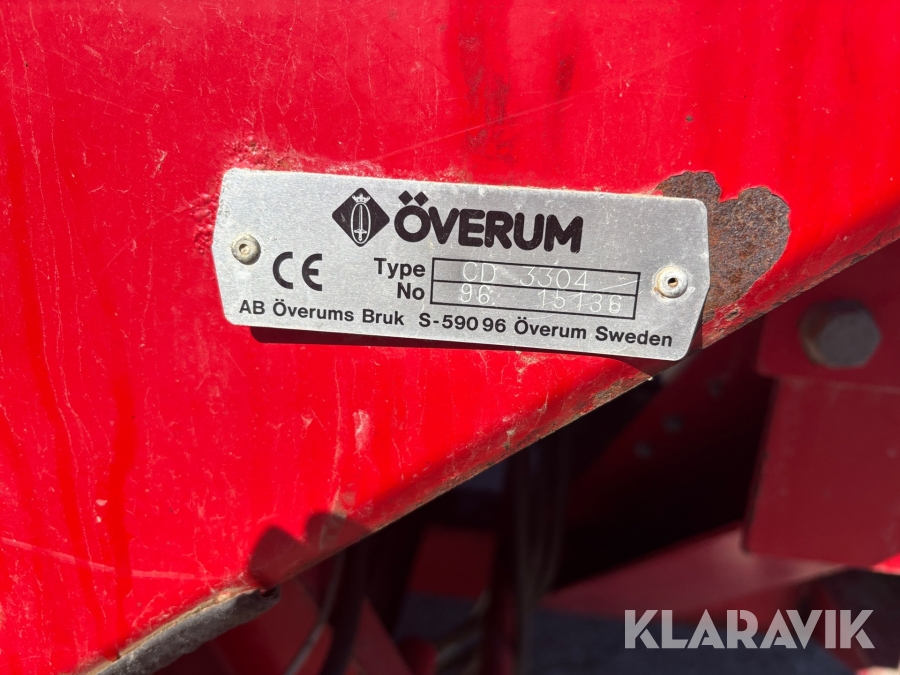 ÖVERUM
CE
Type CD 3304
No 96 15136
AB Överums Bruk S-590 96 Överum Sweden
KLARAVIK